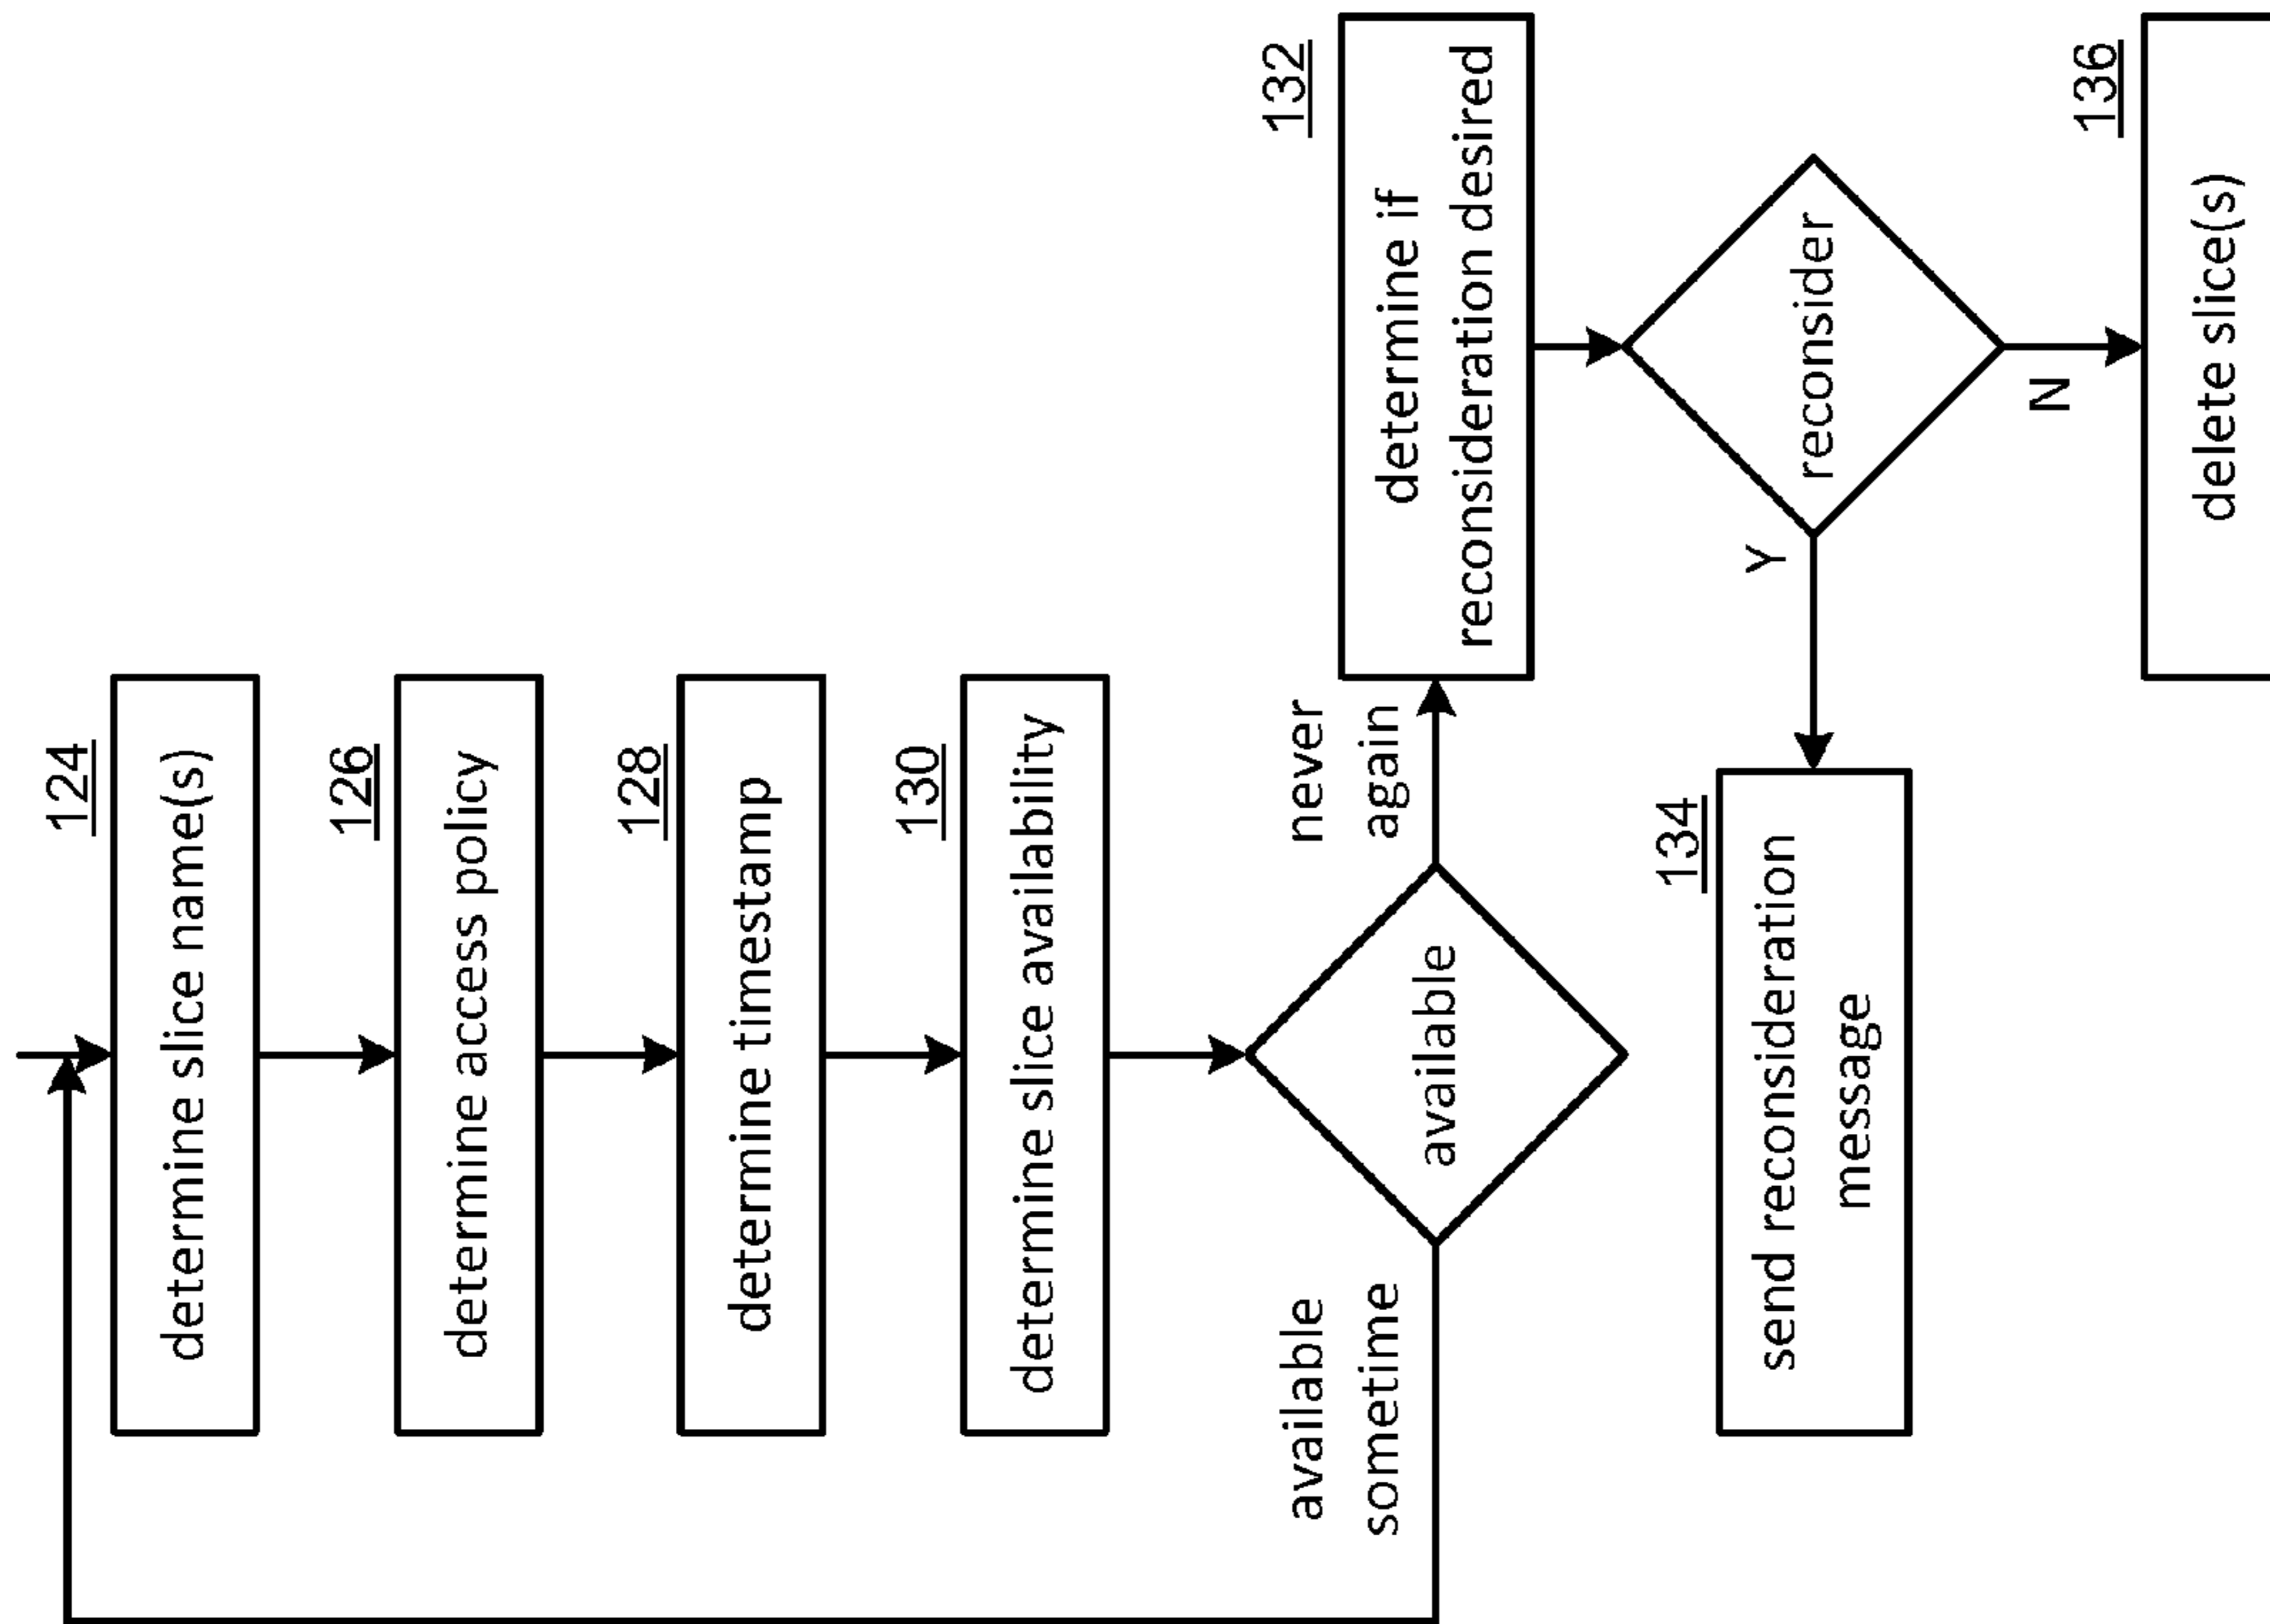 124
determine slice name(s)
126
determine access policy
128
determine timestamp
130
determine slice availability
available
available
sometime
never
again
132
determine if
reconsideration desired
reconsider
Y
N
134
send reconsideration
message
136
delete slice(s)